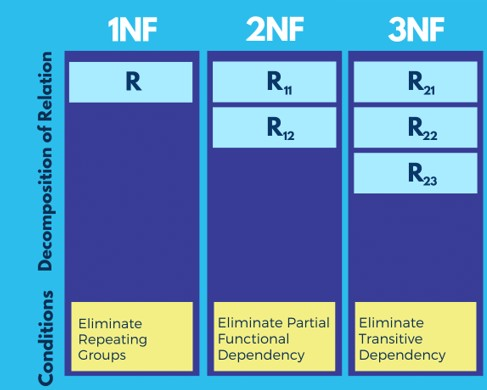 1NF
2NF
3NF
Decomposition of Relation
R
R11
R21
R12
R22
R23
Conditions
Eliminate
Repeating
Groups
Eliminate Partial
Functional
Dependency
Eliminate
Transitive
Dependency